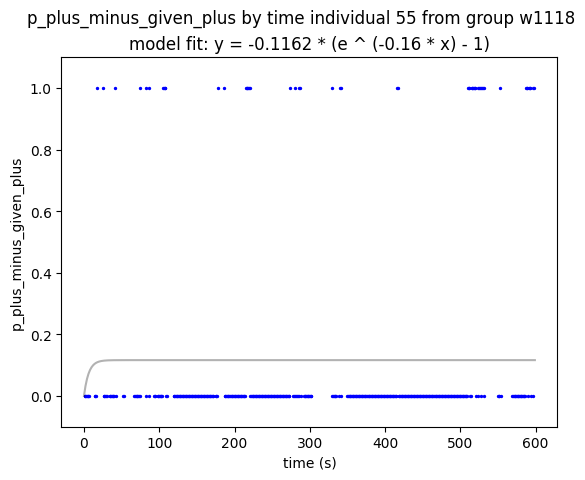 p_plus_minus_given_plus by time individual 55 from group w1118
model fit: y = -0.1162 * (e ^ (-0.16 * x) - 1)
1.0
0.8
0.6
0.4
0.2
0.0
p_plus_minus_given_plus
0 100 200 300 400 500 600
time (s)